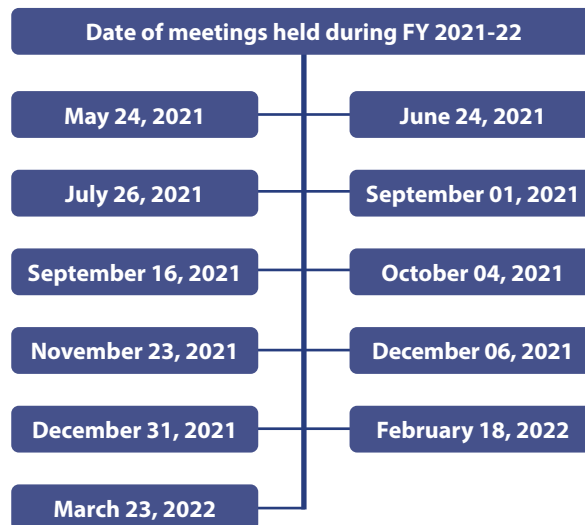 Date of meetings held during FY 2021-22
May 24, 2021
June 24, 2021
July 26, 2021
September 01, 2021
September 16, 2021
October 04, 2021
November 23, 2021
December 06, 2021
December 31, 2021
February 18, 2022
March 23, 2022